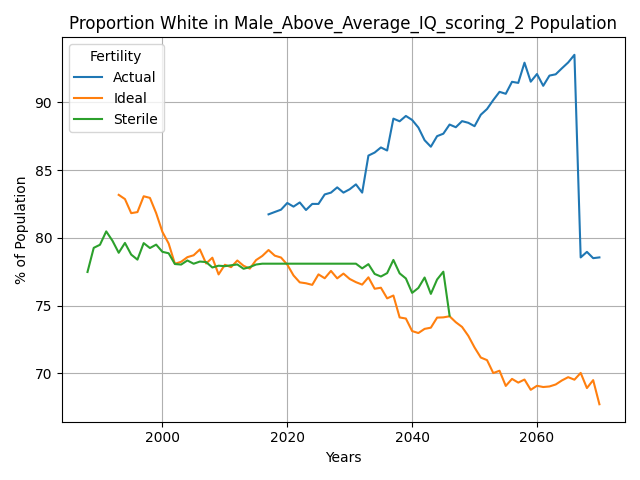 Proportion White in Male_Above_Average_IQ_scoring_2 Population
Fertility
Actual
Ideal
Sterile
% of Population
90
85
80
75
70
2000 2020 2040 2060
Years